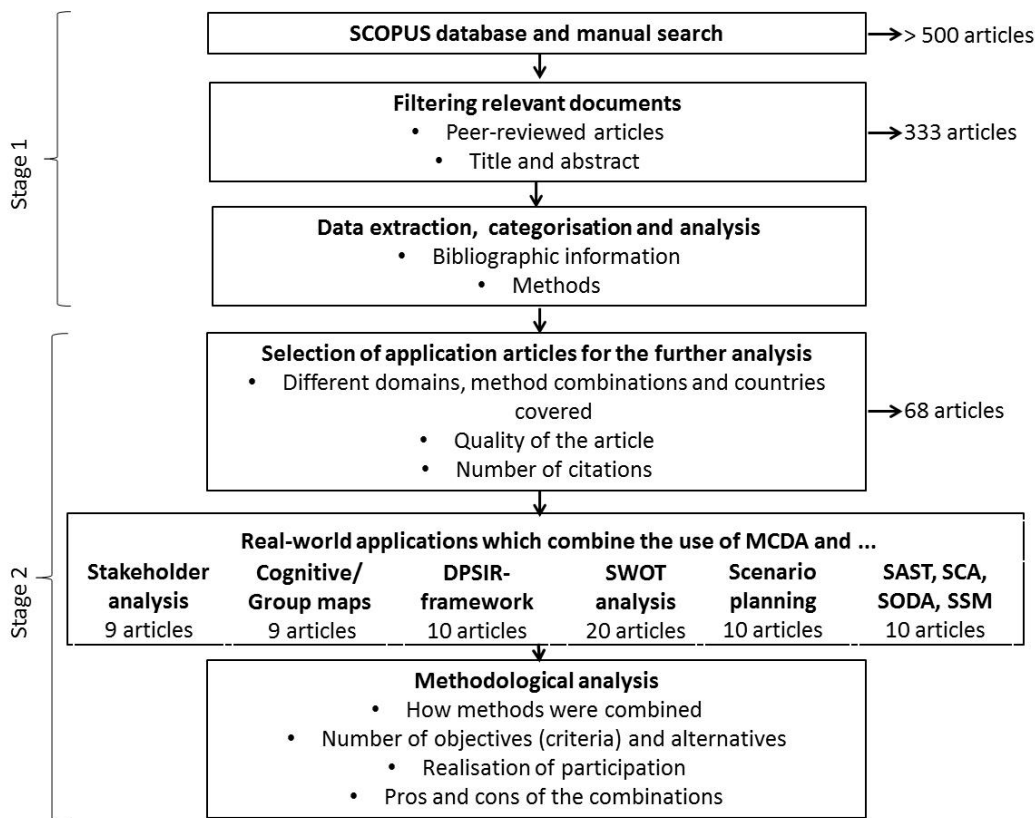 Stage 1
SCOPUS database and manual search
> 500 articles
Filtering relevant documents
• Peer-reviewed articles
• Title and abstract
333 articles
Data extraction, categorisation and analysis
• Bibliographic information
• Methods
Stage 2
Selection of application articles for the further analysis
• Different domains, method combinations and countries
covered
• Quality of the article
• Number of citations
68 articles
Real-world applications which combine the use of MCDA and ...
Stakeholder
analysis
9 articles
Cognitive/
Group maps
9 articles
DPSIR-
framework
10 articles
SWOT
analysis
20 articles
Scenario
planning
10 articles
SAST, SCA,
SODA, SSM
10 articles
Methodological analysis
• How methods were combined
• Number of objectives (criteria) and alternatives
• Realisation of participation
• Pros and cons of the combinations